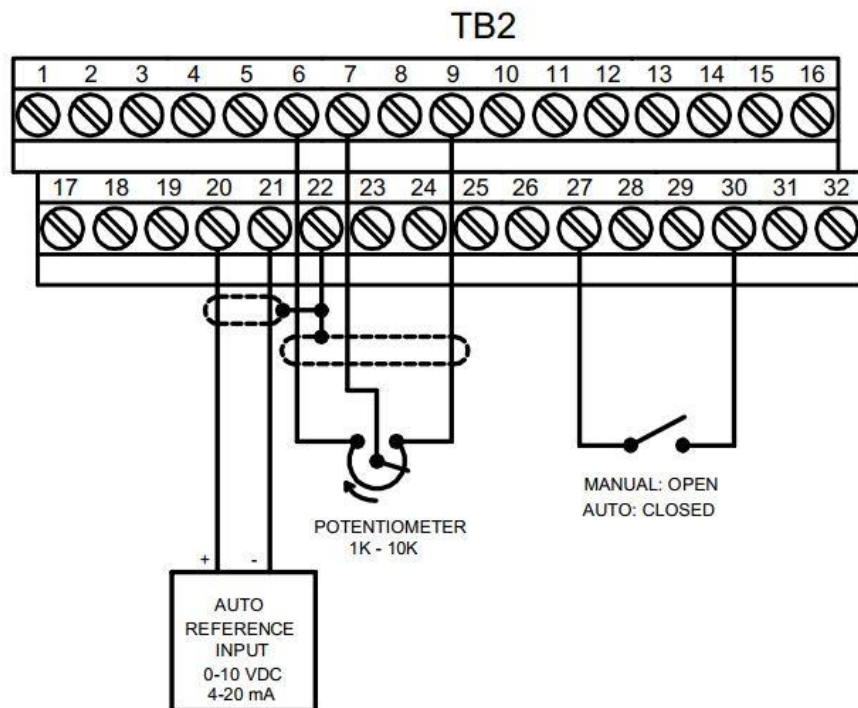 TB2
1 2 3 4 5 6 7 8 9 10 11 12 13 14 15 16
17 18 19 20 21 22 23 24 25 26 27 28 29 30 31 32
MANUAL: OPEN
AUTO: CLOSED
POTENTIOMETER
1K - 10K
+ -
AUTO
REFERENCE
INPUT
0-10 VDC
4-20 mA